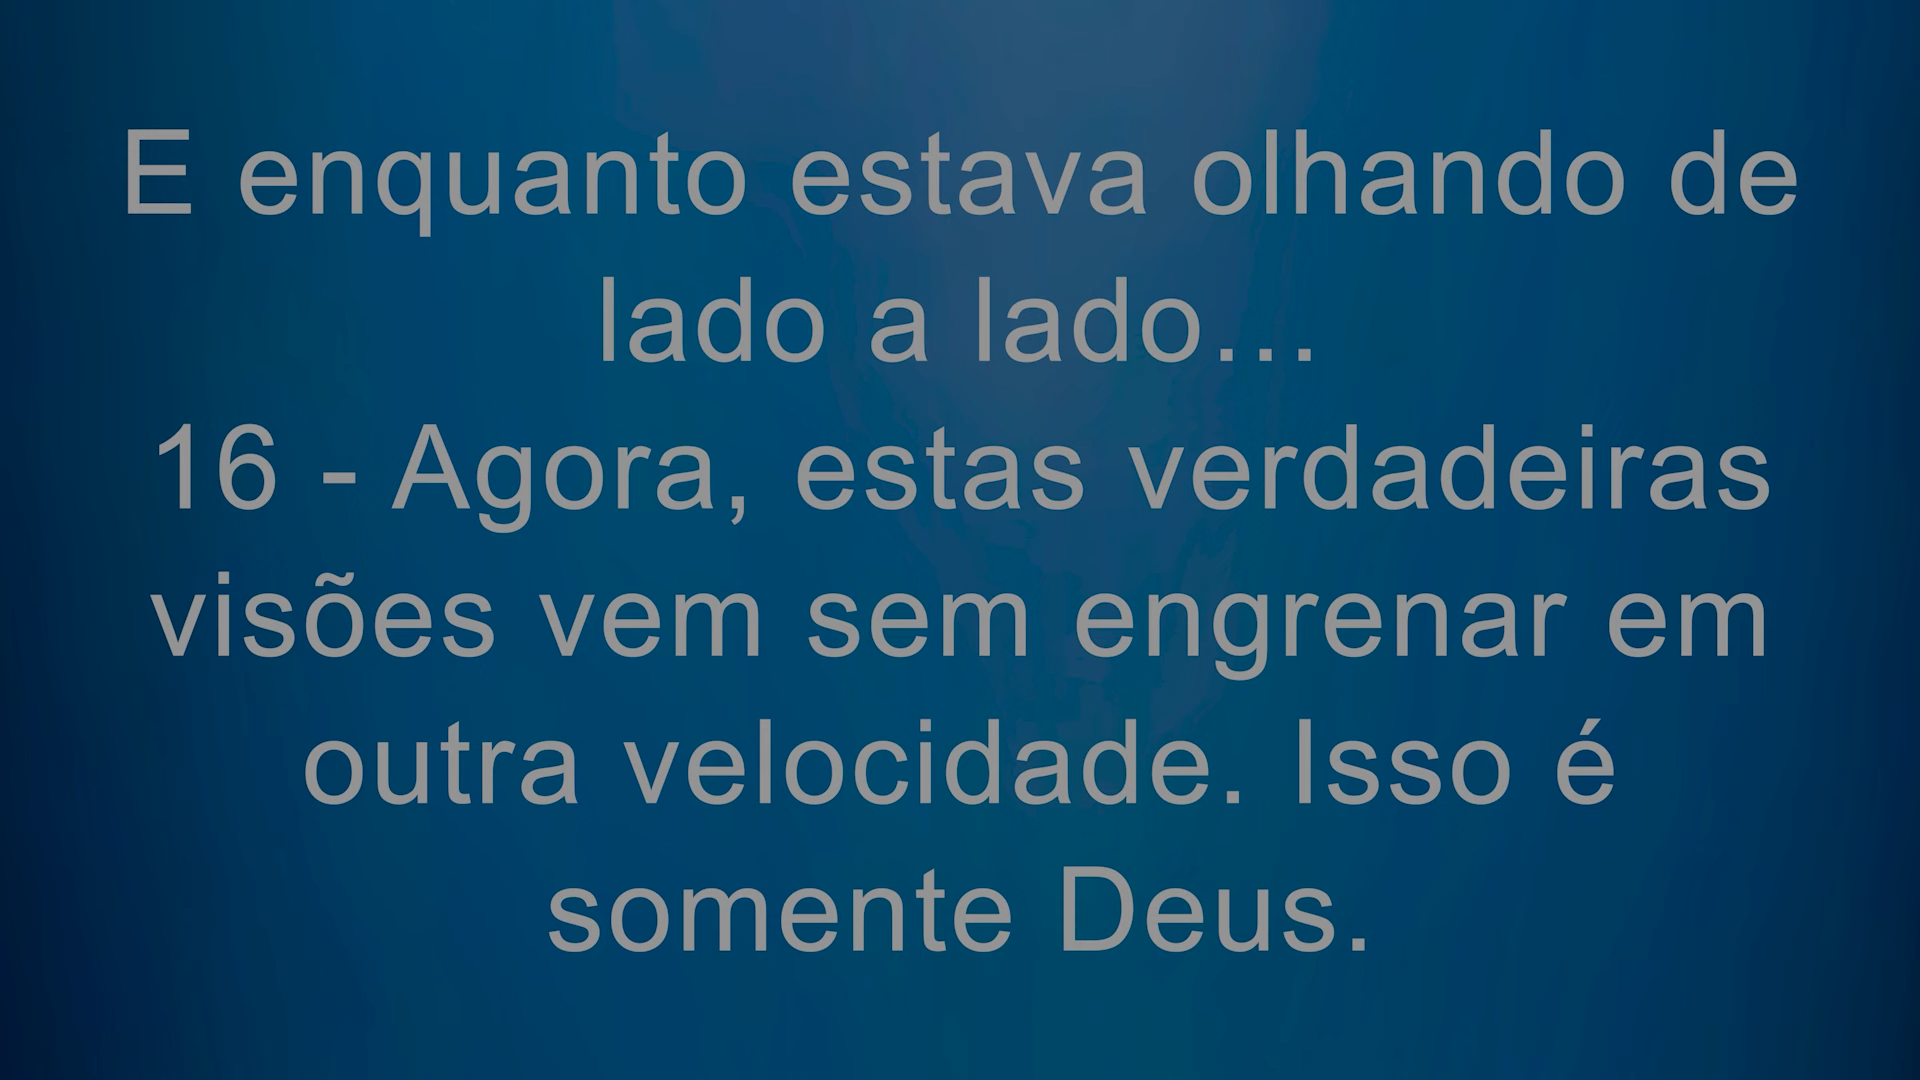 E enquanto estava olhando de
lado a lado...
16 - Agora, estas verdadeiras
visões vem sem engrenar em
outra velocidade. Isso é
somente Deus.